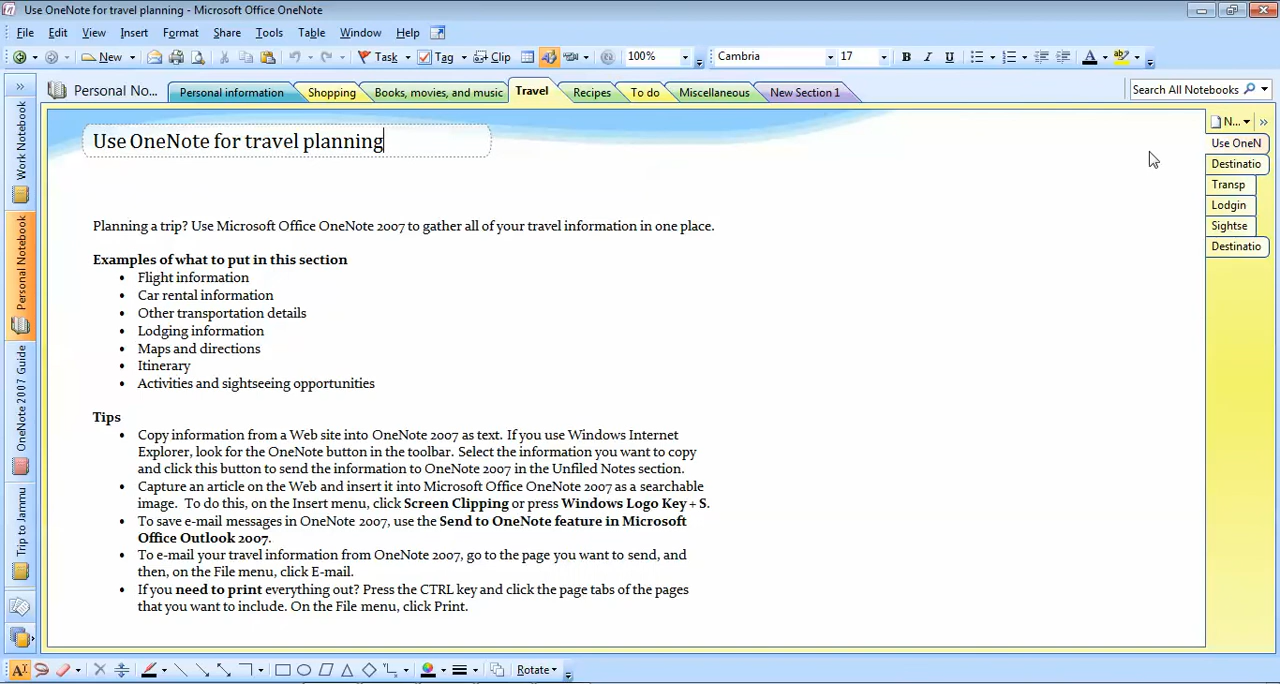 Use OneNote for travel planning - Microsoft Office OneNote
File Edit View Insert Format Share Tools Table Window Help
New Task Tag Clip 100% Cambria 17 B I U A ab
Personal No... Personal information Shopping Books, movies, and music Travel Recipes To do Miscellaneous New Section 1 Search All Notebooks
Work Notebook
Personal Notebook
OneNote 2007 Guide
Trip to Jammu
N...
Use OneN
Destinatio
Transp
Lodgin
Sightse
Destinatio
Use OneNote for travel planning
Planning a trip? Use Microsoft Office OneNote 2007 to gather all of your travel information in one place.
Examples of what to put in this section
• Flight information
• Car rental information
• Other transportation details
• Lodging information
• Maps and directions
• Itinerary
• Activities and sightseeing opportunities
Tips
• Copy information from a Web site into OneNote 2007 as text. If you use Windows Internet
Explorer, look for the OneNote button in the toolbar. Select the information you want to copy
and click this button to send the information to OneNote 2007 in the Unfiled Notes section.
• Capture an article on the Web and insert it into Microsoft Office OneNote 2007 as a searchable
image. To do this, on the Insert menu, click Screen Clipping or press Windows Logo Key + S.
• To save e-mail messages in OneNote 2007, use the Send to OneNote feature in Microsoft
Office Outlook 2007.
• To e-mail your travel information from OneNote 2007, go to the page you want to send, and
then, on the File menu, click E-mail.
• If you need to print everything out? Press the CTRL key and click the page tabs of the pages
that you want to include. On the File menu, click Print.
A Rotate